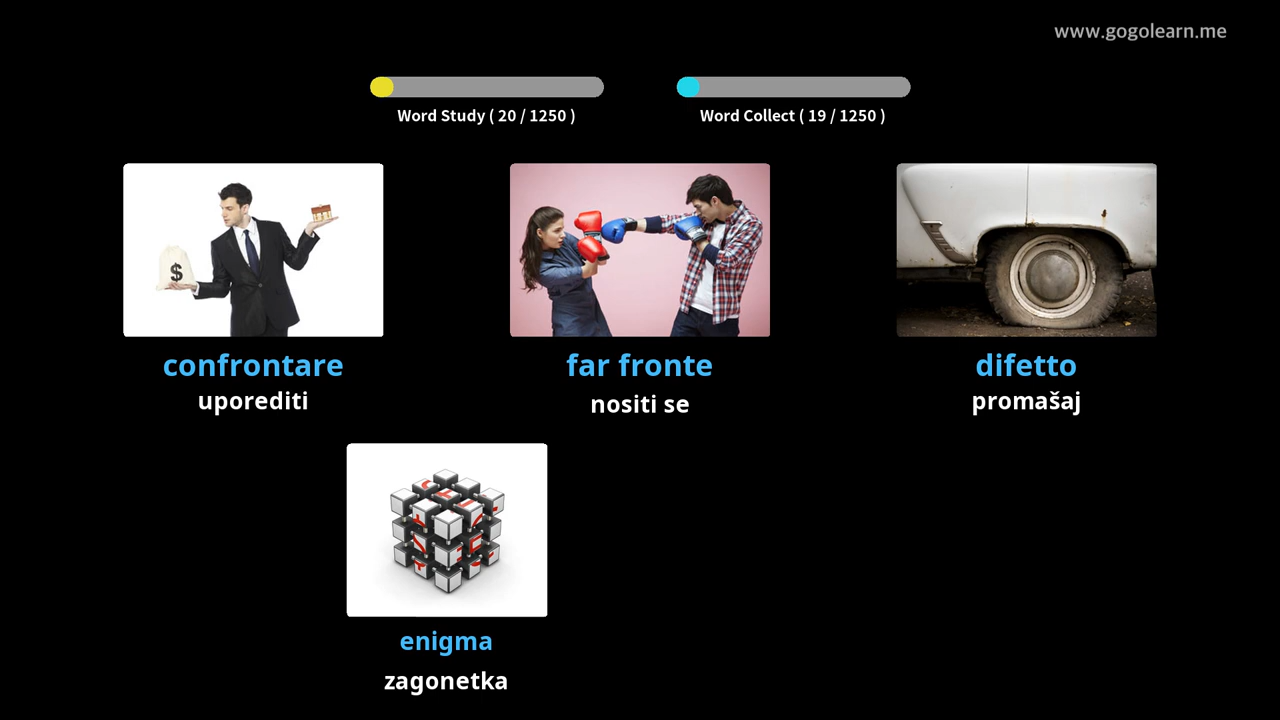 www.gogolearn.me
Word Study ( 20 / 1250 )
Word Collect ( 19 / 1250 )
$
confrontare
uporediti
far fronte
nositi se
difetto
promašaj
enigma
zagonetka